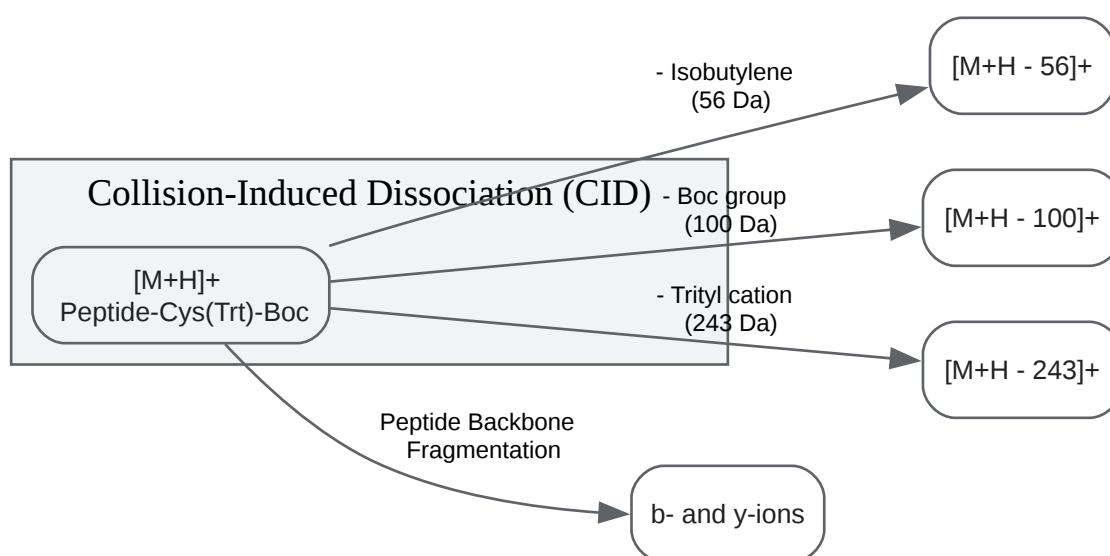 - Isobutylene
(56 Da)
[M+H - 56]+
Collision-Induced Dissociation (CID)
- Boc group
(100 Da)
[M+H - 100]+
[M+H]+
Peptide-Cys(Trt)-Boc
- Trityl cation
(243 Da)
[M+H - 243]+
Peptide Backbone
Fragmentation
b- and y-ions